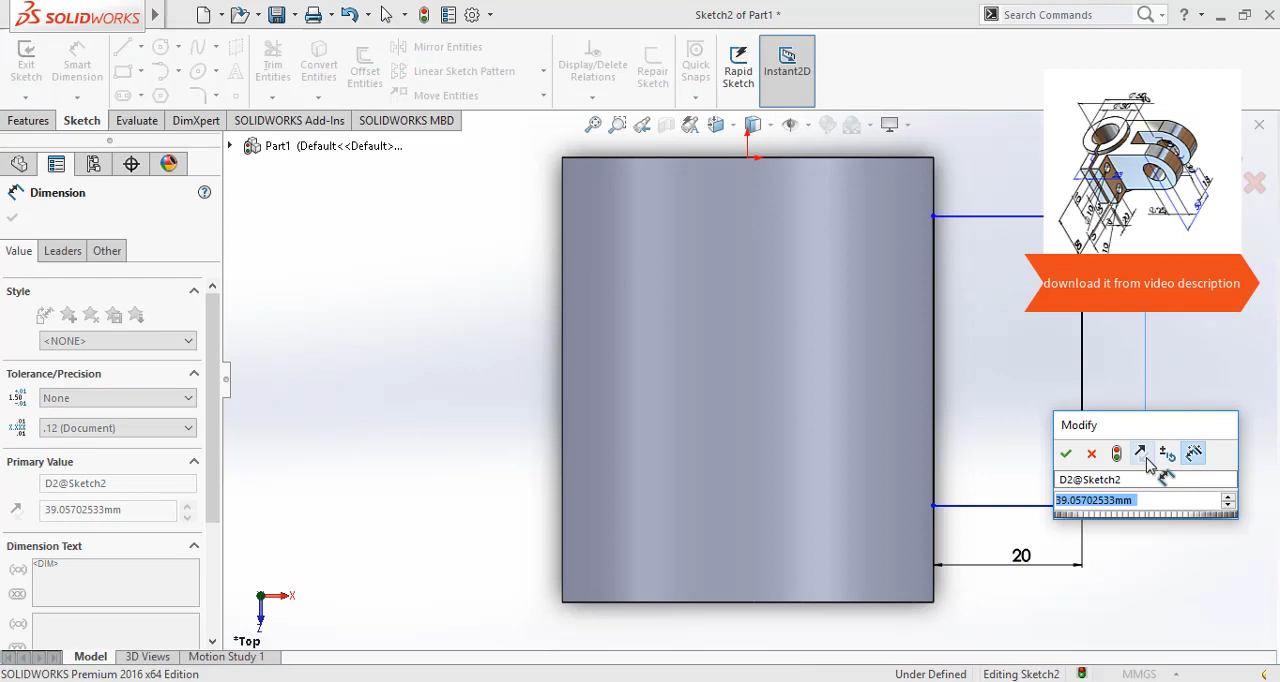 SOLIDWORKS
Sketch2 of Part1 *
Search Commands
?
Exit Sketch
Smart Dimension
Trim Entities
Convert Entities
Offset Entities
Mirror Entities
Linear Sketch Pattern
Move Entities
Display/Delete Relations
Repair Sketch
Quick Snaps
Rapid Sketch
Instant2D
Features
Sketch
Evaluate
DimXpert
SOLIDWORKS Add-Ins
SOLIDWORKS MBD
Part1 (Default<<Default>...
Dimension
Value
Leaders
Other
Style
<NONE>
Tolerance/Precision
None
.12 (Document)
Primary Value
D2@Sketch2
39.05702533mm
Dimension Text
<DIM>
download it from video description
Modify
D2@Sketch2
39.05702533mm
20
X
Z
*Top
Model
3D Views
Motion Study 1
SOLIDWORKS Premium 2016 x64 Edition
Under Defined
Editing Sketch2
MMGS